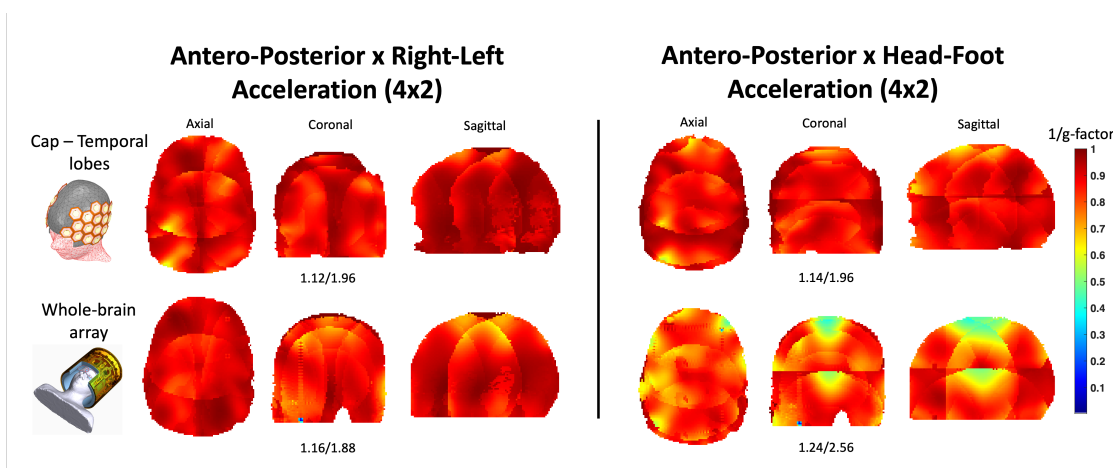 Antero-Posterior x Right-Left
Acceleration (4x2)
Antero-Posterior x Head-Foot
Acceleration (4x2)
Axial
Coronal
Sagittal
Axial
Coronal
Sagittal
1/g-factor
Cap – Temporal
lobes
1.12/1.96
1.14/1.96
Whole-brain
array
1.16/1.88
1.24/2.56
1
0.9
0.8
0.7
0.6
0.5
0.4
0.3
0.2
0.1